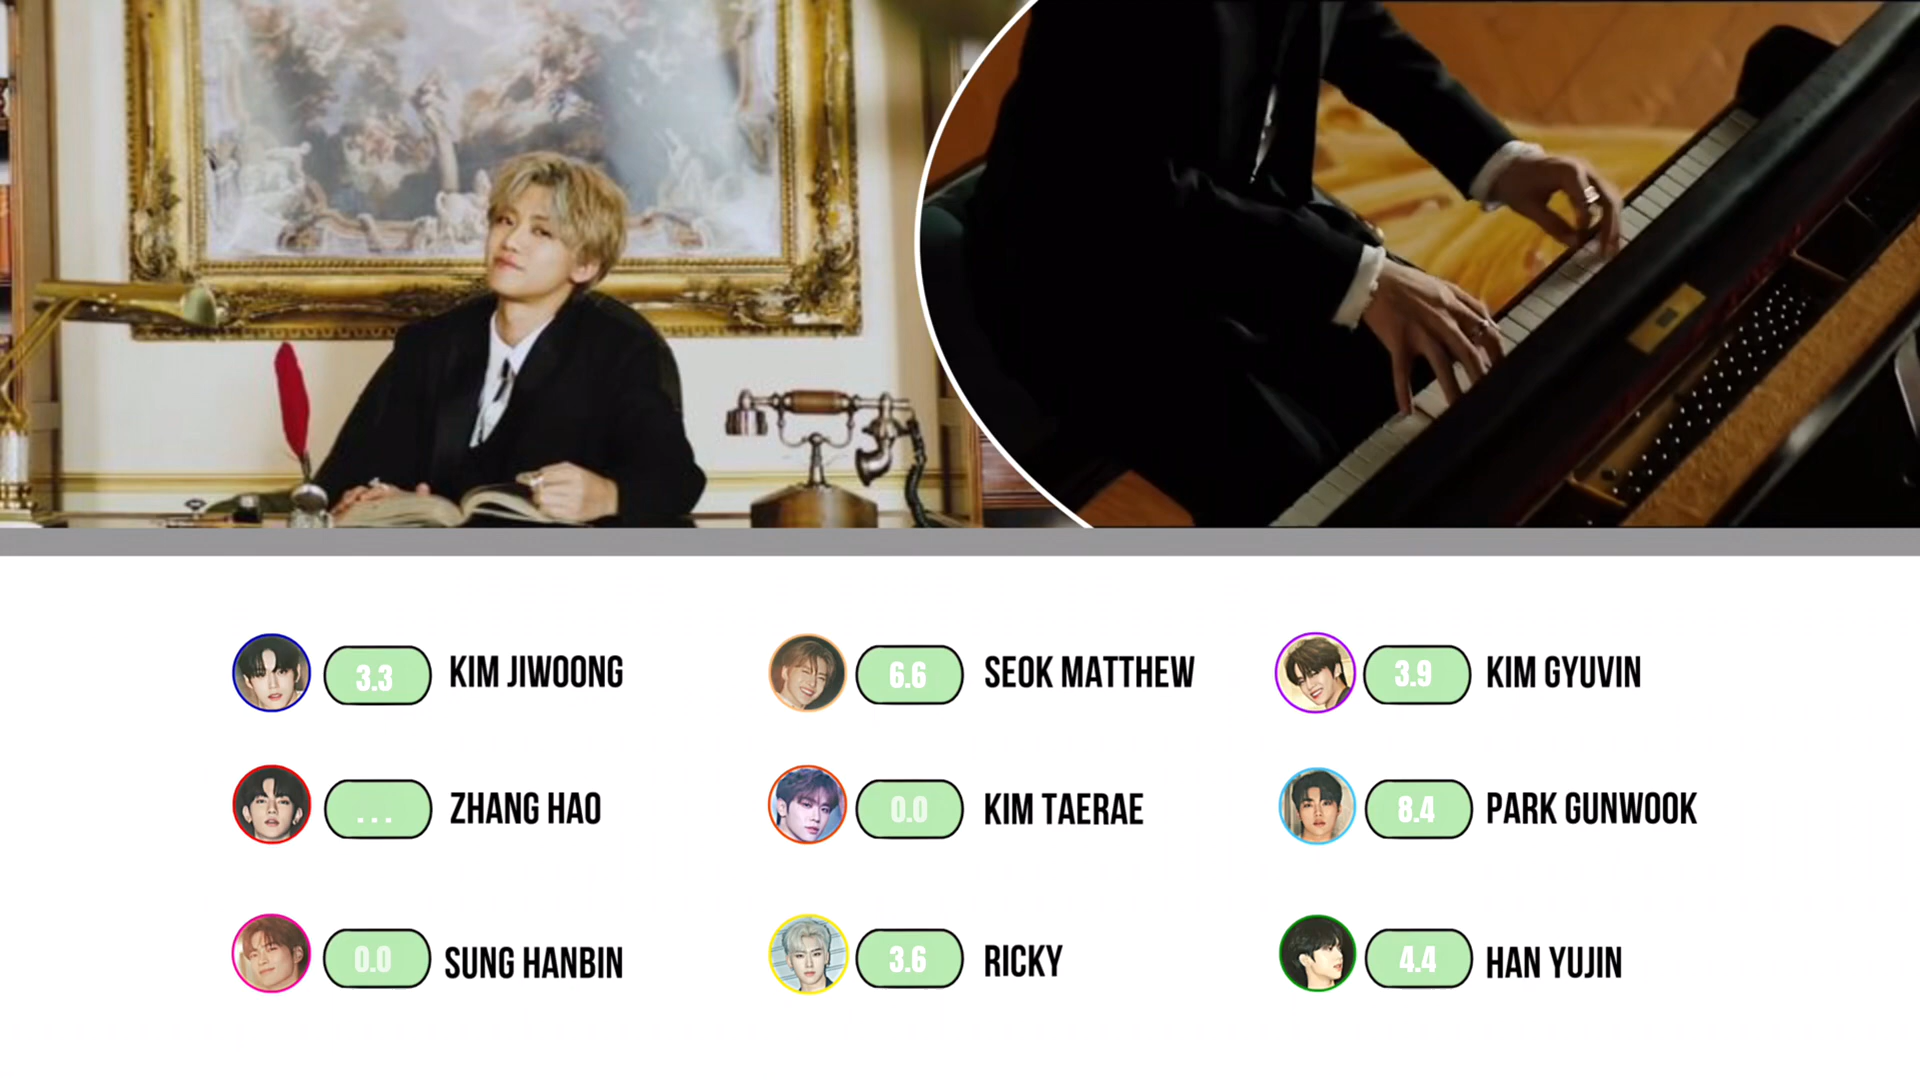 3.3 KIM JIWOONG
6.6 SEOK MATTHEW
3.9 KIM GYUVIN
... ZHANG HAO
0.0 KIM TAERAE
8.4 PARK GUNWOOK
0.0 SUNG HANBIN
3.6 RICKY
4.4 HAN YUJIN